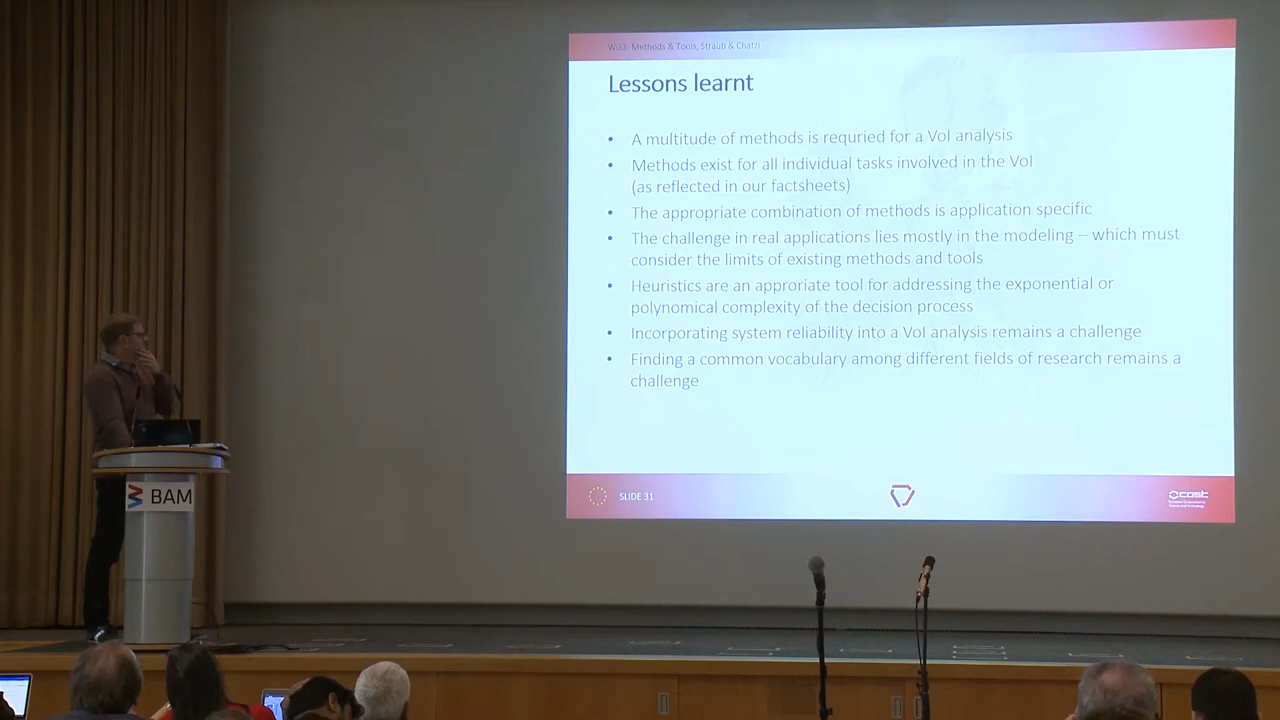 WG3: Methods & Tools, Straub & Chatzi
Lessons learnt
• A multitude of methods is requried for a VoI analysis
• Methods exist for all individual tasks involved in the VoI
(as reflected in our factsheets)
• The appropriate combination of methods is application specific
• The challenge in real applications lies mostly in the modeling – which must
consider the limits of existing methods and tools
• Heuristics are an approriate tool for addressing the exponential or
polynomical complexity of the decision process
• Incorporating system reliability into a VoI analysis remains a challenge
• Finding a common vocabulary among different fields of research remains a
challenge
SLIDE 31
cost
BAM